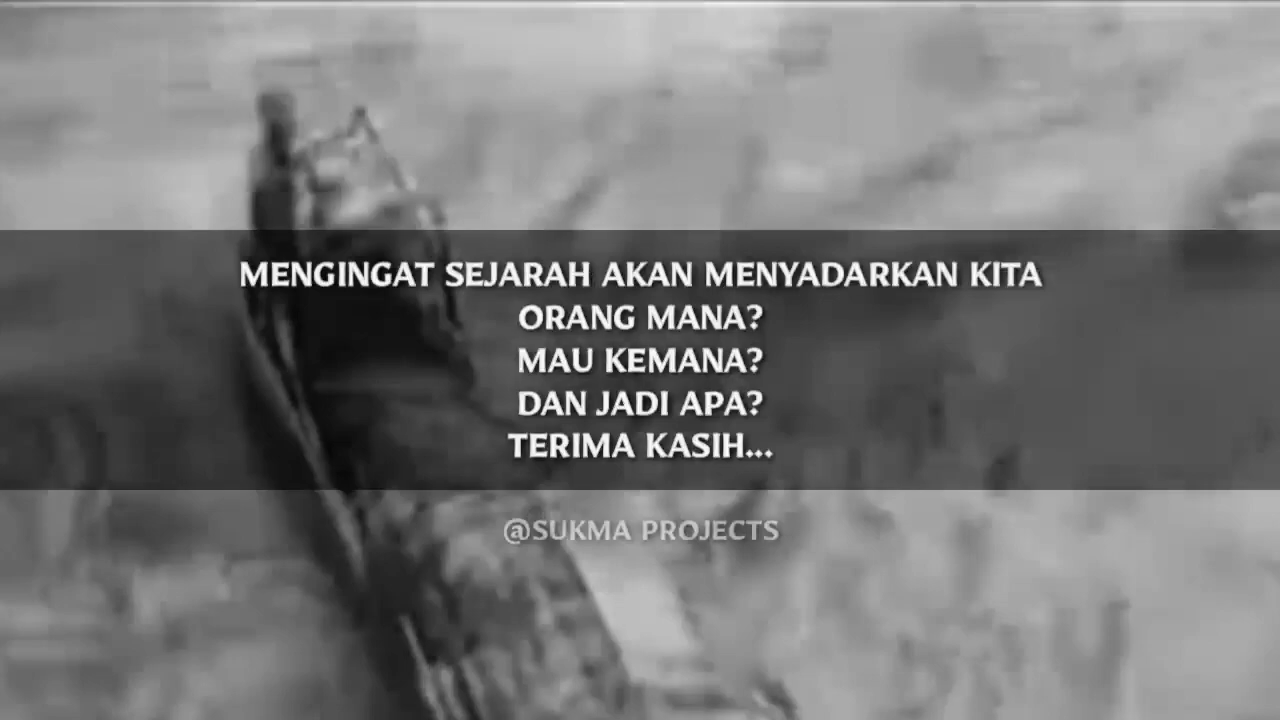 MENGINGAT SEJARAH AKAN MENYADARKAN KITA
ORANG MANA?
MAU KEMANA?
DAN JADI APA?
TERIMA KASIH...
@SUKMA PROJECTS